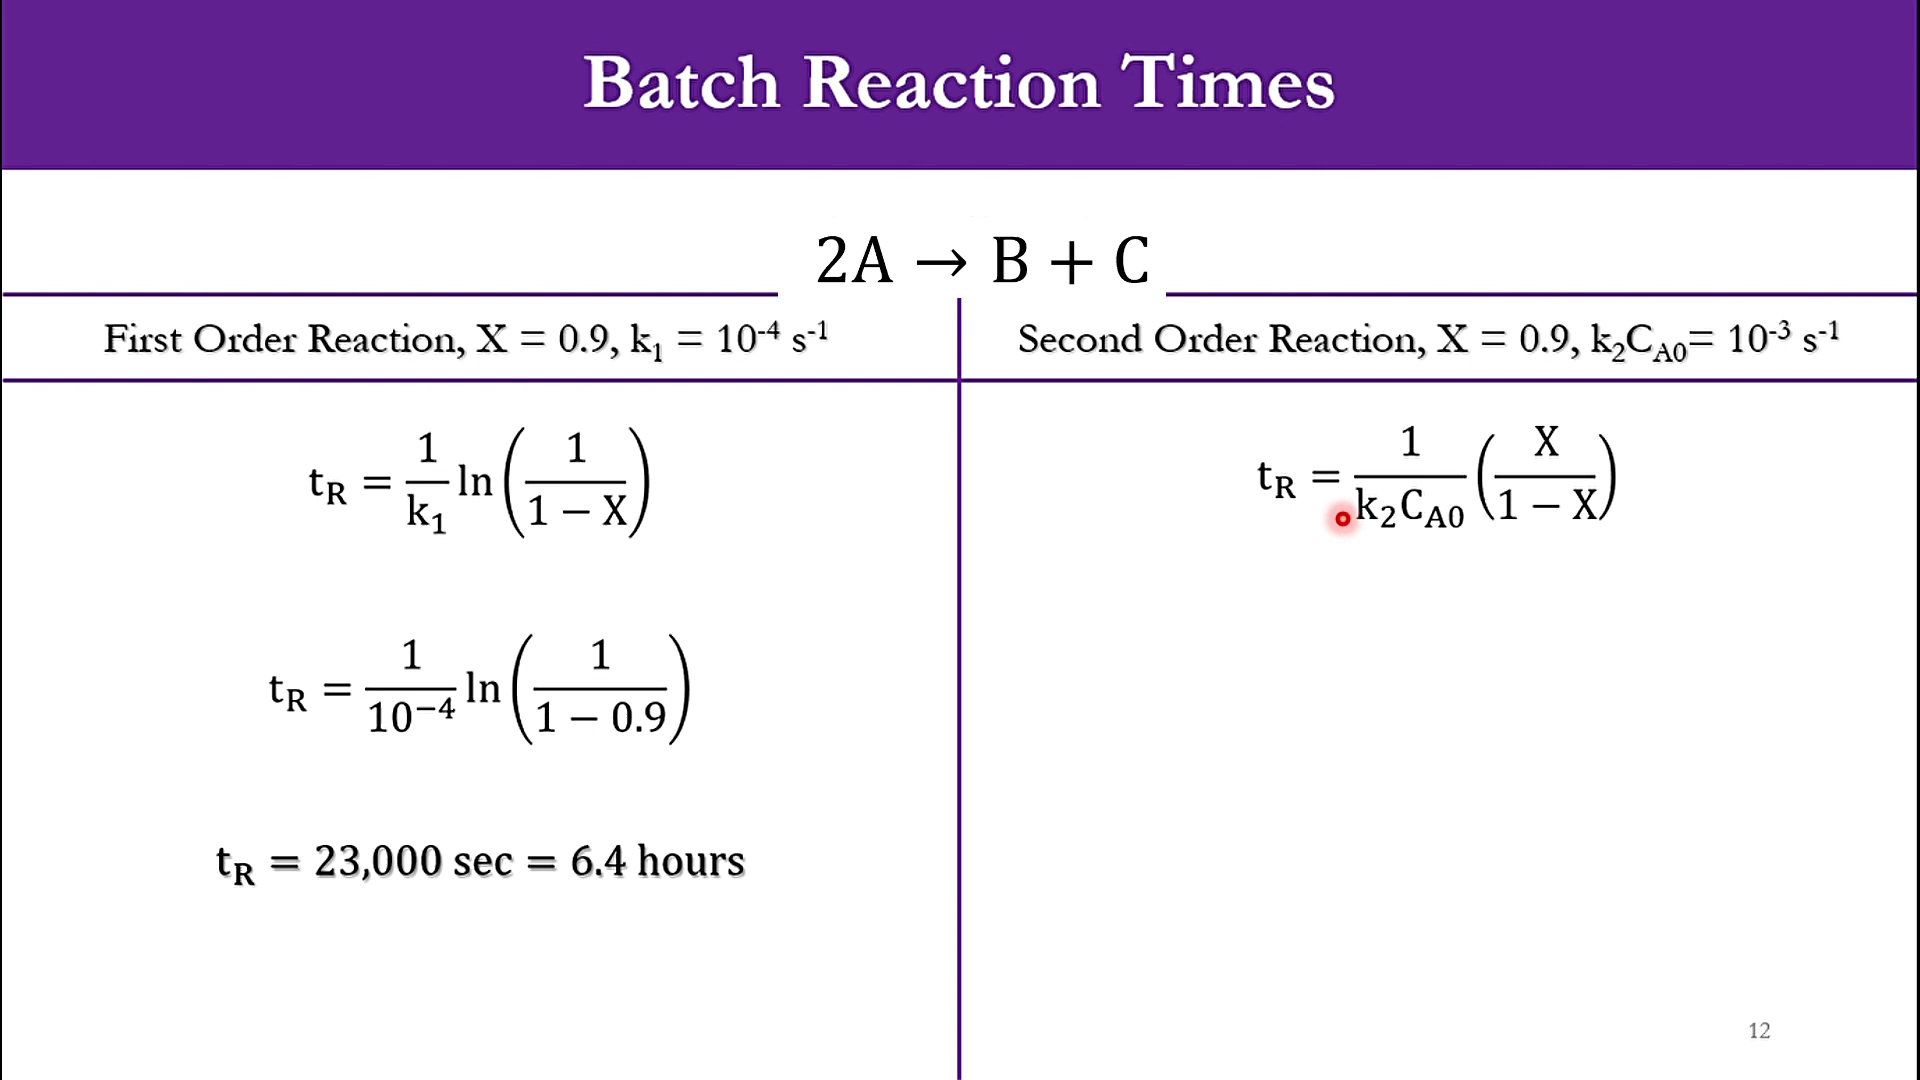 Batch Reaction Times
2A → B + C
First Order Reaction, X = 0.9, k₁ = 10⁻⁴ s⁻¹
t_R = 1/k₁ ln(1/(1 − X))
t_R = 1/10⁻⁴ ln(1/(1 − 0.9))
t_R = 23,000 sec = 6.4 hours
Second Order Reaction, X = 0.9, k₂C_A0= 10⁻³ s⁻¹
t_R = 1/(k₂C_A0) (X/(1 − X))
12